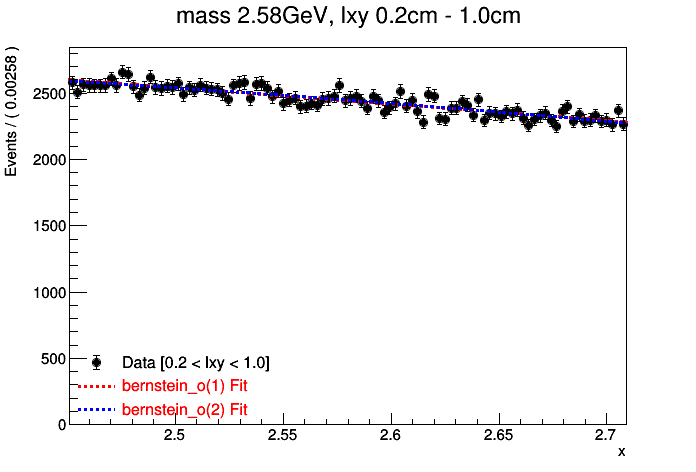 mass 2.58GeV, lxy 0.2cm - 1.0cm
Events / ( 0.00258 )
2500
2000
1500
1000
500
0
Data [0.2 < lxy < 1.0]
bernstein_o(1) Fit
bernstein_o(2) Fit
2.5 2.55 2.6 2.65 2.7
x